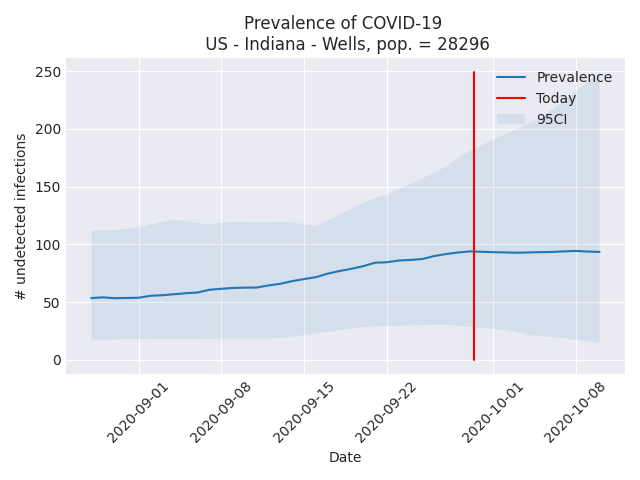 Prevalence of COVID-19
US - Indiana - Wells, pop. = 28296
250
200
150
100
50
0
# undetected infections
Prevalence
Today
95CI
2020-09-01
2020-09-08
2020-09-15
2020-09-22
2020-10-01
2020-10-08
Date